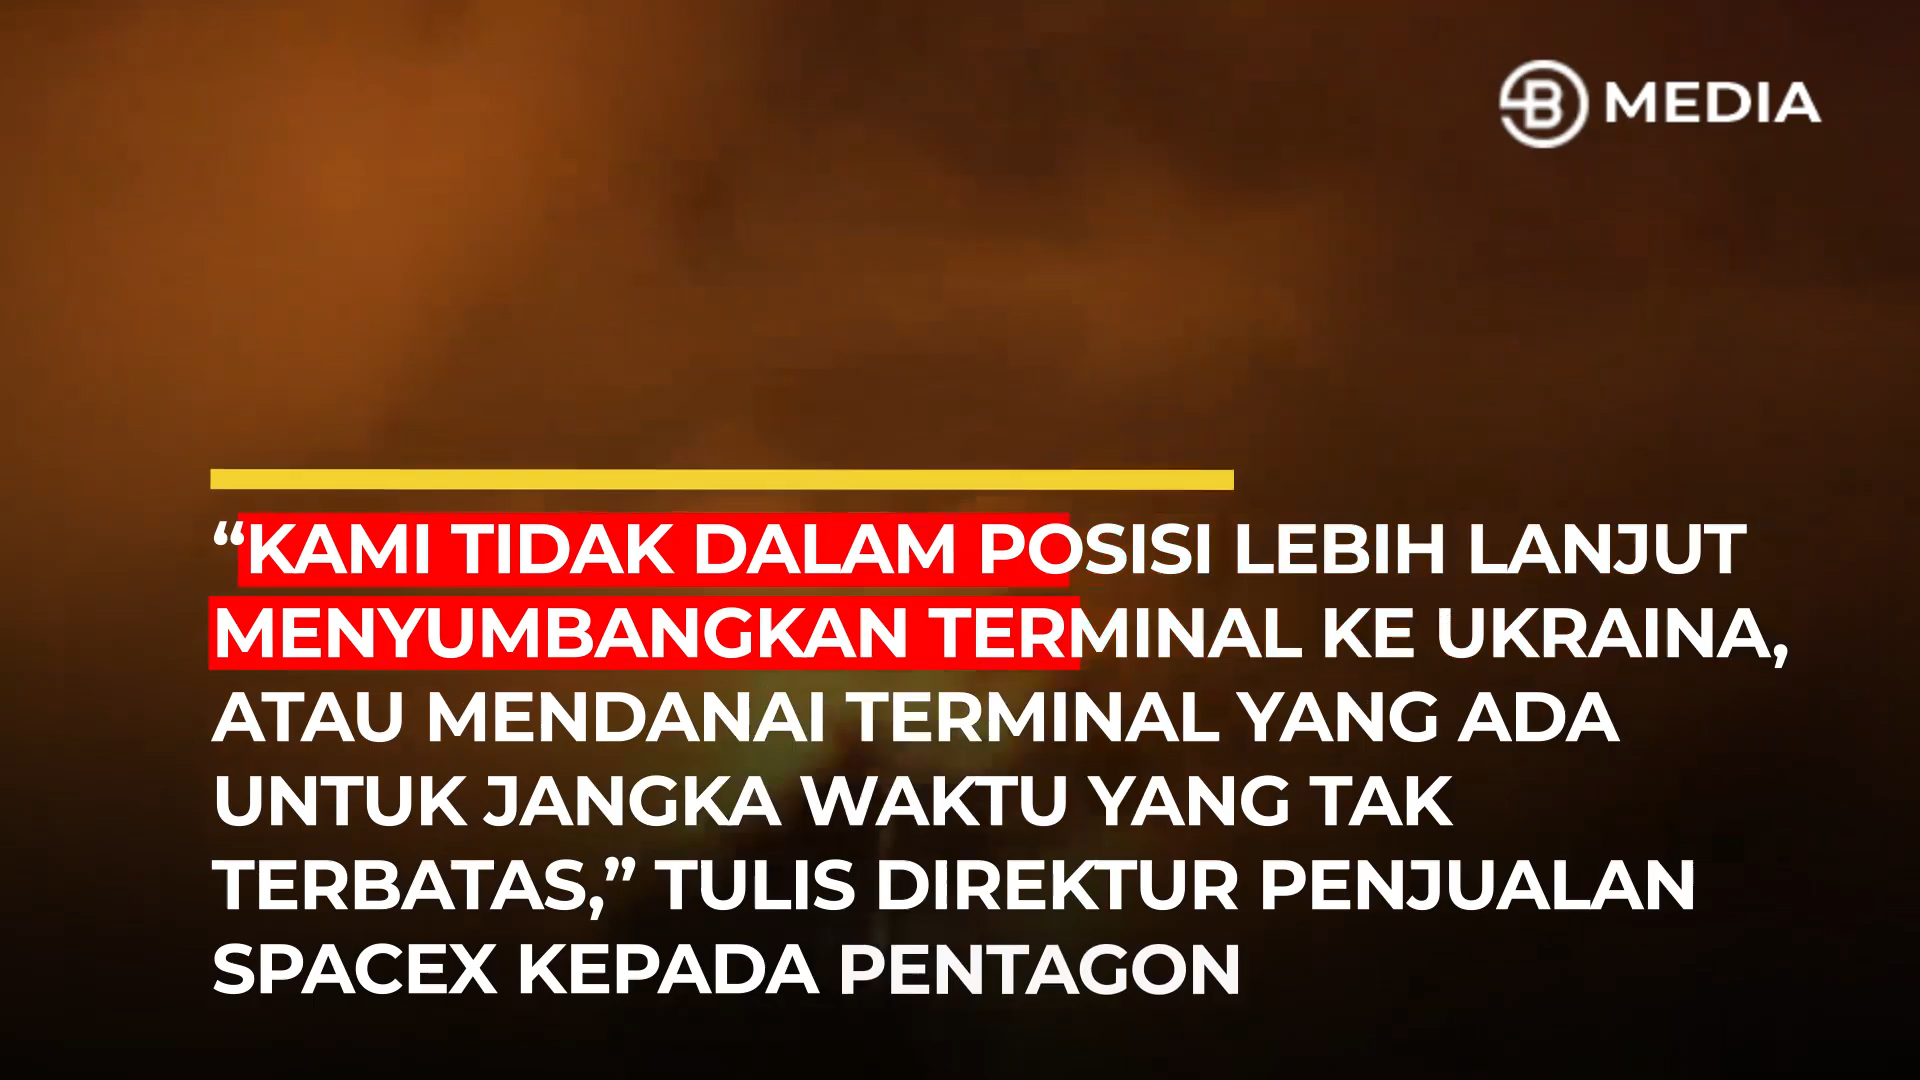 B MEDIA
“KAMI TIDAK DALAM POSISI LEBIH LANJUT
MENYUMBANGKAN TERMINAL KE UKRAINA,
ATAU MENDANAI TERMINAL YANG ADA
UNTUK JANGKA WAKTU YANG TAK
TERBATAS,” TULIS DIREKTUR PENJUALAN
SPACEX KEPADA PENTAGON